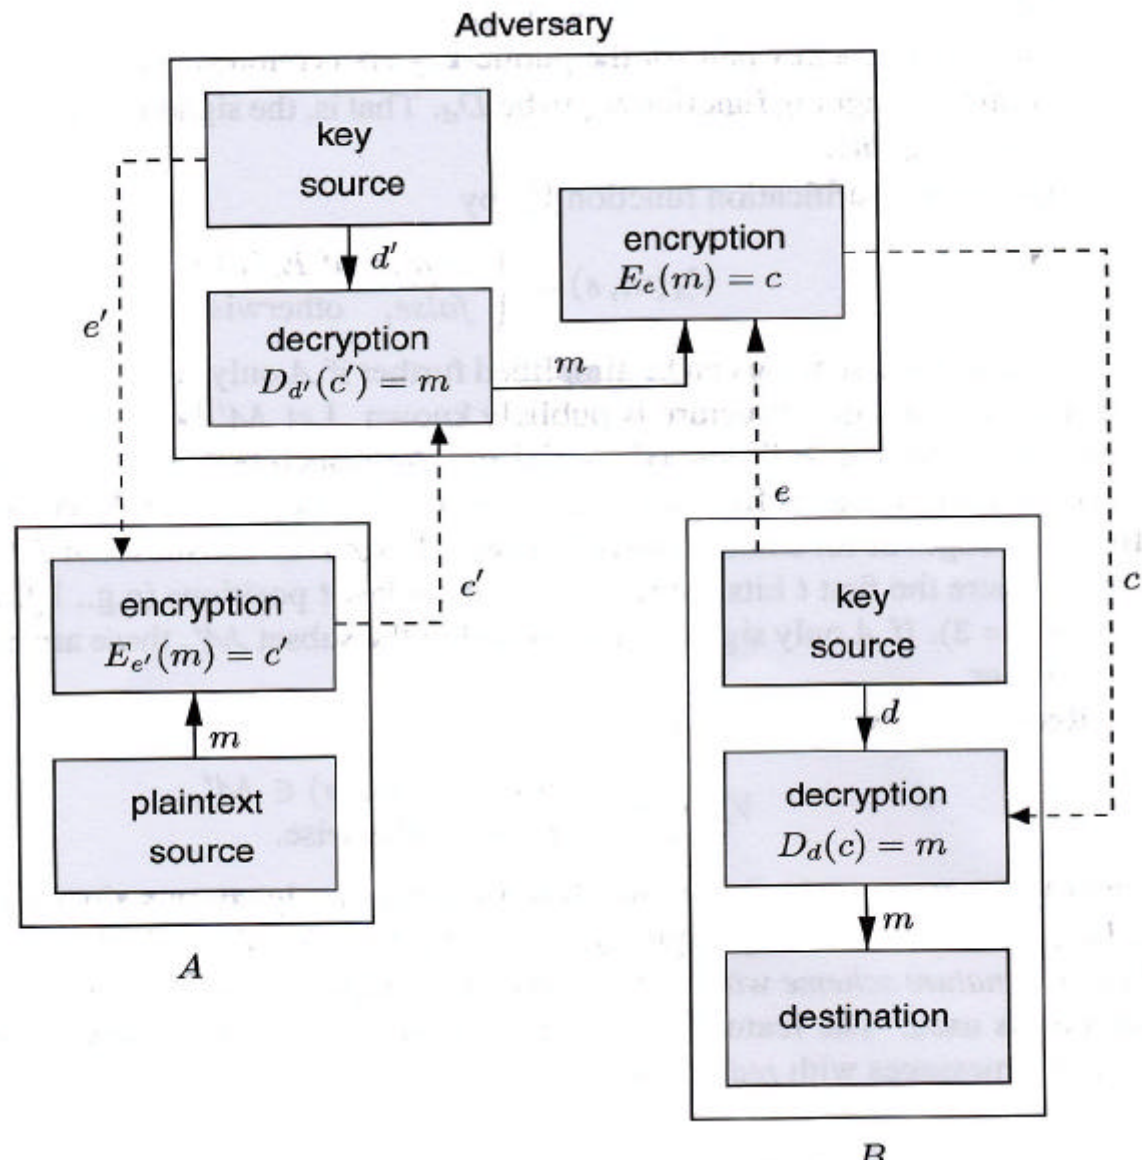 Adversary
key
source
d′
e′
decryption
D_{d′}(c′) = m
m
encryption
E_e(m) = c
e
c
c′
encryption
E_{e′}(m) = c′
m
plaintext
source
A
key
source
d
decryption
D_d(c) = m
m
destination
B